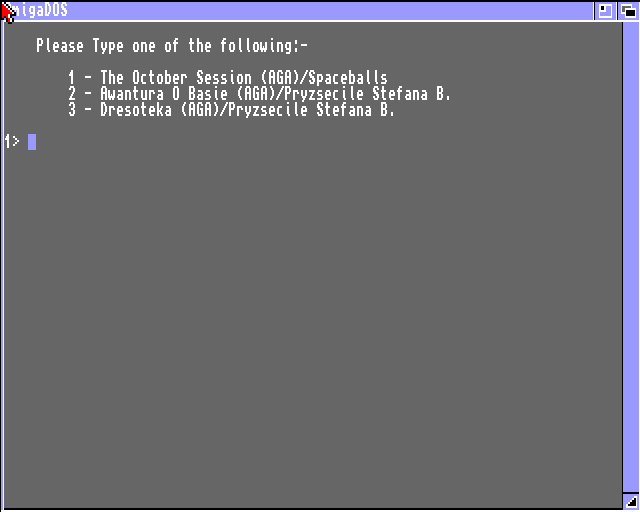 migaDOS
Please Type one of the following:-
1 - The October Session (AGA)/Spaceballs
2 - Awantura O Basie (AGA)/Pryzsecile Stefana B.
3 - Dresoteka (AGA)/Pryzsecile Stefana B.
1>